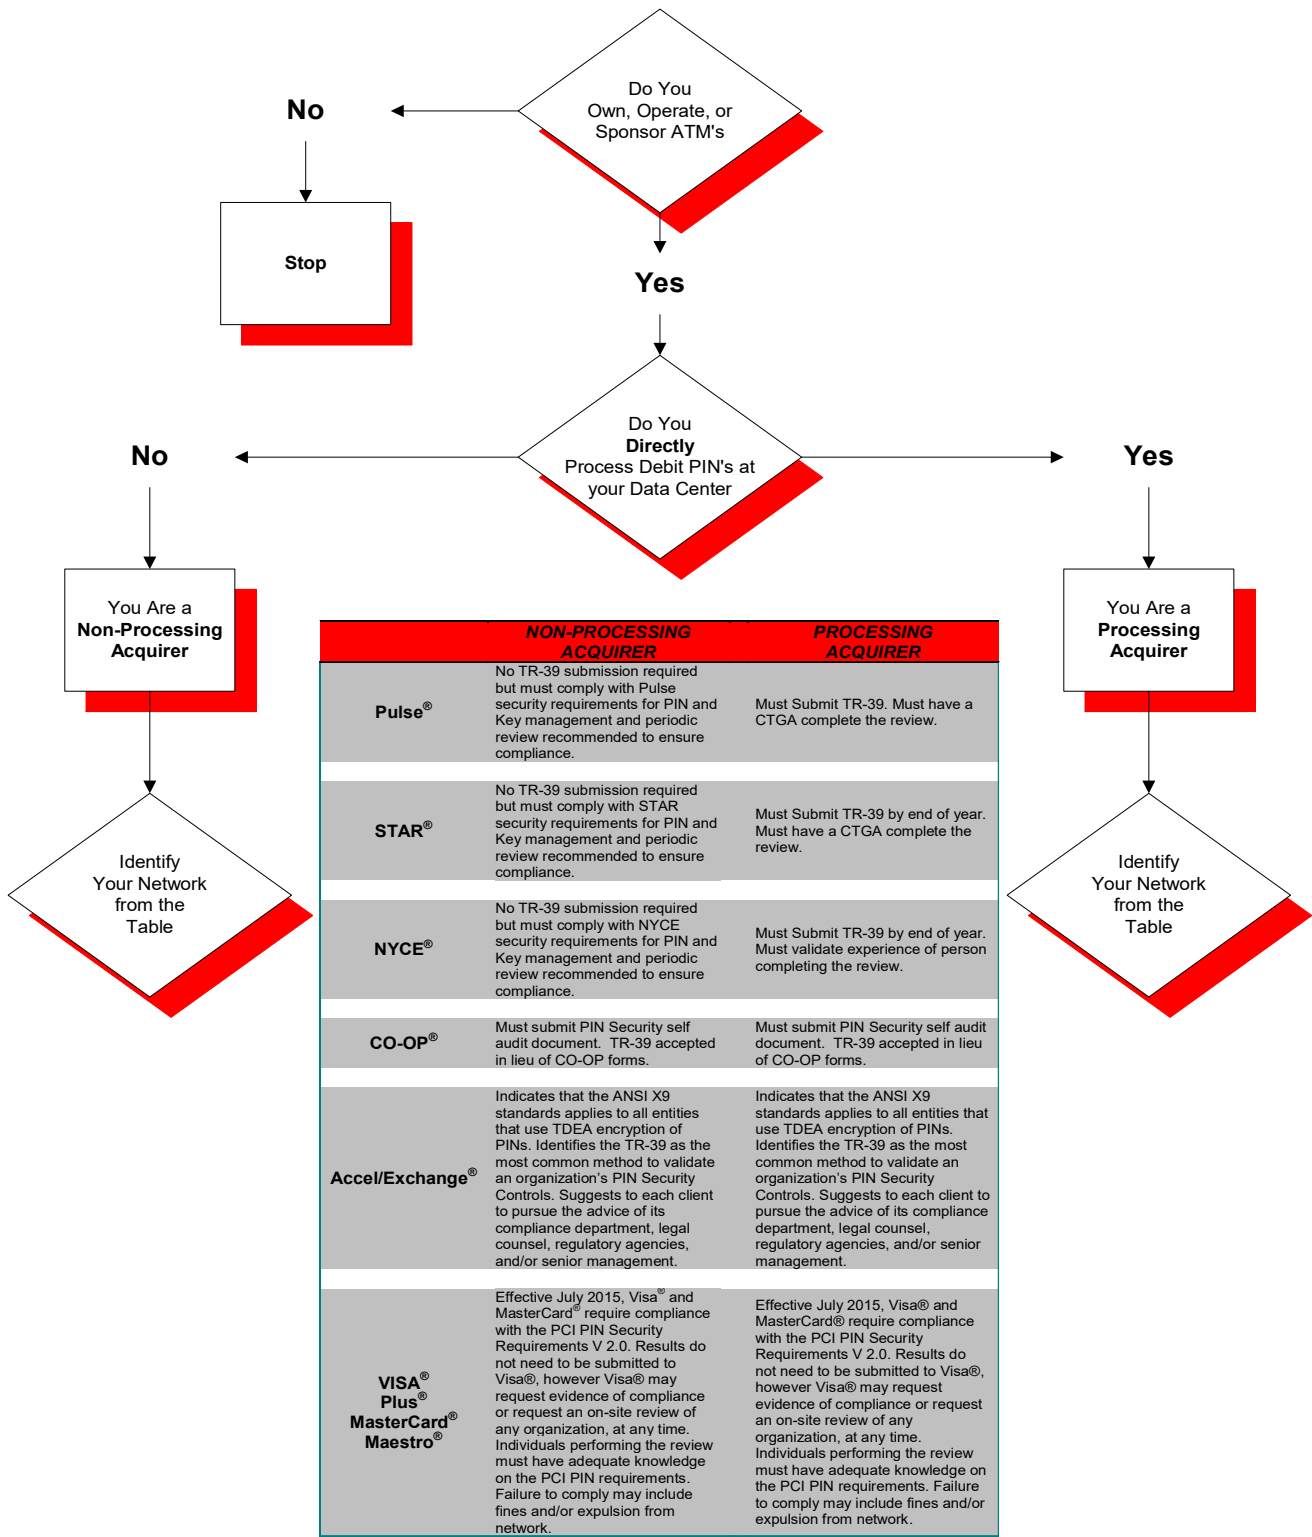 Do You
Own, Operate, or
Sponsor ATM's
No
Stop
Yes
Do You
Directly
Process Debit PIN's at
your Data Center
No
Yes
You Are a
Non-Processing
Acquirer
You Are a
Processing
Acquirer
Identify
Your Network
from the
Table
Identify
Your Network
from the
Table
NON-PROCESSING
ACQUIRER
PROCESSING
ACQUIRER
Pulse®
No TR-39 submission required
but must comply with Pulse
security requirements for PIN and
Key management and periodic
review recommended to ensure
compliance.
Must Submit TR-39. Must have a
CTGA complete the review.
STAR®
No TR-39 submission required
but must comply with STAR
security requirements for PIN and
Key management and periodic
review recommended to ensure
compliance.
Must Submit TR-39 by end of year.
Must have a CTGA complete the
review.
NYCE®
No TR-39 submission required
but must comply with NYCE
security requirements for PIN and
Key management and periodic
review recommended to ensure
compliance.
Must Submit TR-39 by end of year.
Must validate experience of person
completing the review.
CO-OP®
Must submit PIN Security self
audit document.  TR-39 accepted
in lieu of CO-OP forms.
Must submit PIN Security self audit
document.  TR-39 accepted in lieu
of CO-OP forms.
Accel/Exchange®
Indicates that the ANSI X9
standards applies to all entities
that use TDEA encryption of
PINs. Identifies the TR-39 as the
most common method to validate
an organization's PIN Security
Controls. Suggests to each client
to pursue the advice of its
compliance department, legal
counsel, regulatory agencies,
and/or senior management.
Indicates that the ANSI X9
standards applies to all entities that
use TDEA encryption of PINs.
Identifies the TR-39 as the most
common method to validate an
organization's PIN Security
Controls. Suggests to each client to
pursue the advice of its compliance
department, legal counsel,
regulatory agencies, and/or senior
management.
VISA®
Plus®
MasterCard®
Maestro®
Effective July 2015, Visa® and
MasterCard® require compliance
with the PCI PIN Security
Requirements V 2.0. Results do
not need to be submitted to
Visa®, however Visa® may
request evidence of compliance
or request an on-site review of
any organization, at any time.
Individuals performing the review
must have adequate knowledge
on the PCI PIN requirements.
Failure to comply may include
fines and/or expulsion from
network.
Effective July 2015, Visa® and
MasterCard® require compliance
with the PCI PIN Security
Requirements V 2.0. Results do
not need to be submitted to Visa®,
however Visa® may request
evidence of compliance or request
an on-site review of any
organization, at any time.
Individuals performing the review
must have adequate knowledge on
the PCI PIN requirements. Failure
to comply may include fines and/or
expulsion from network.